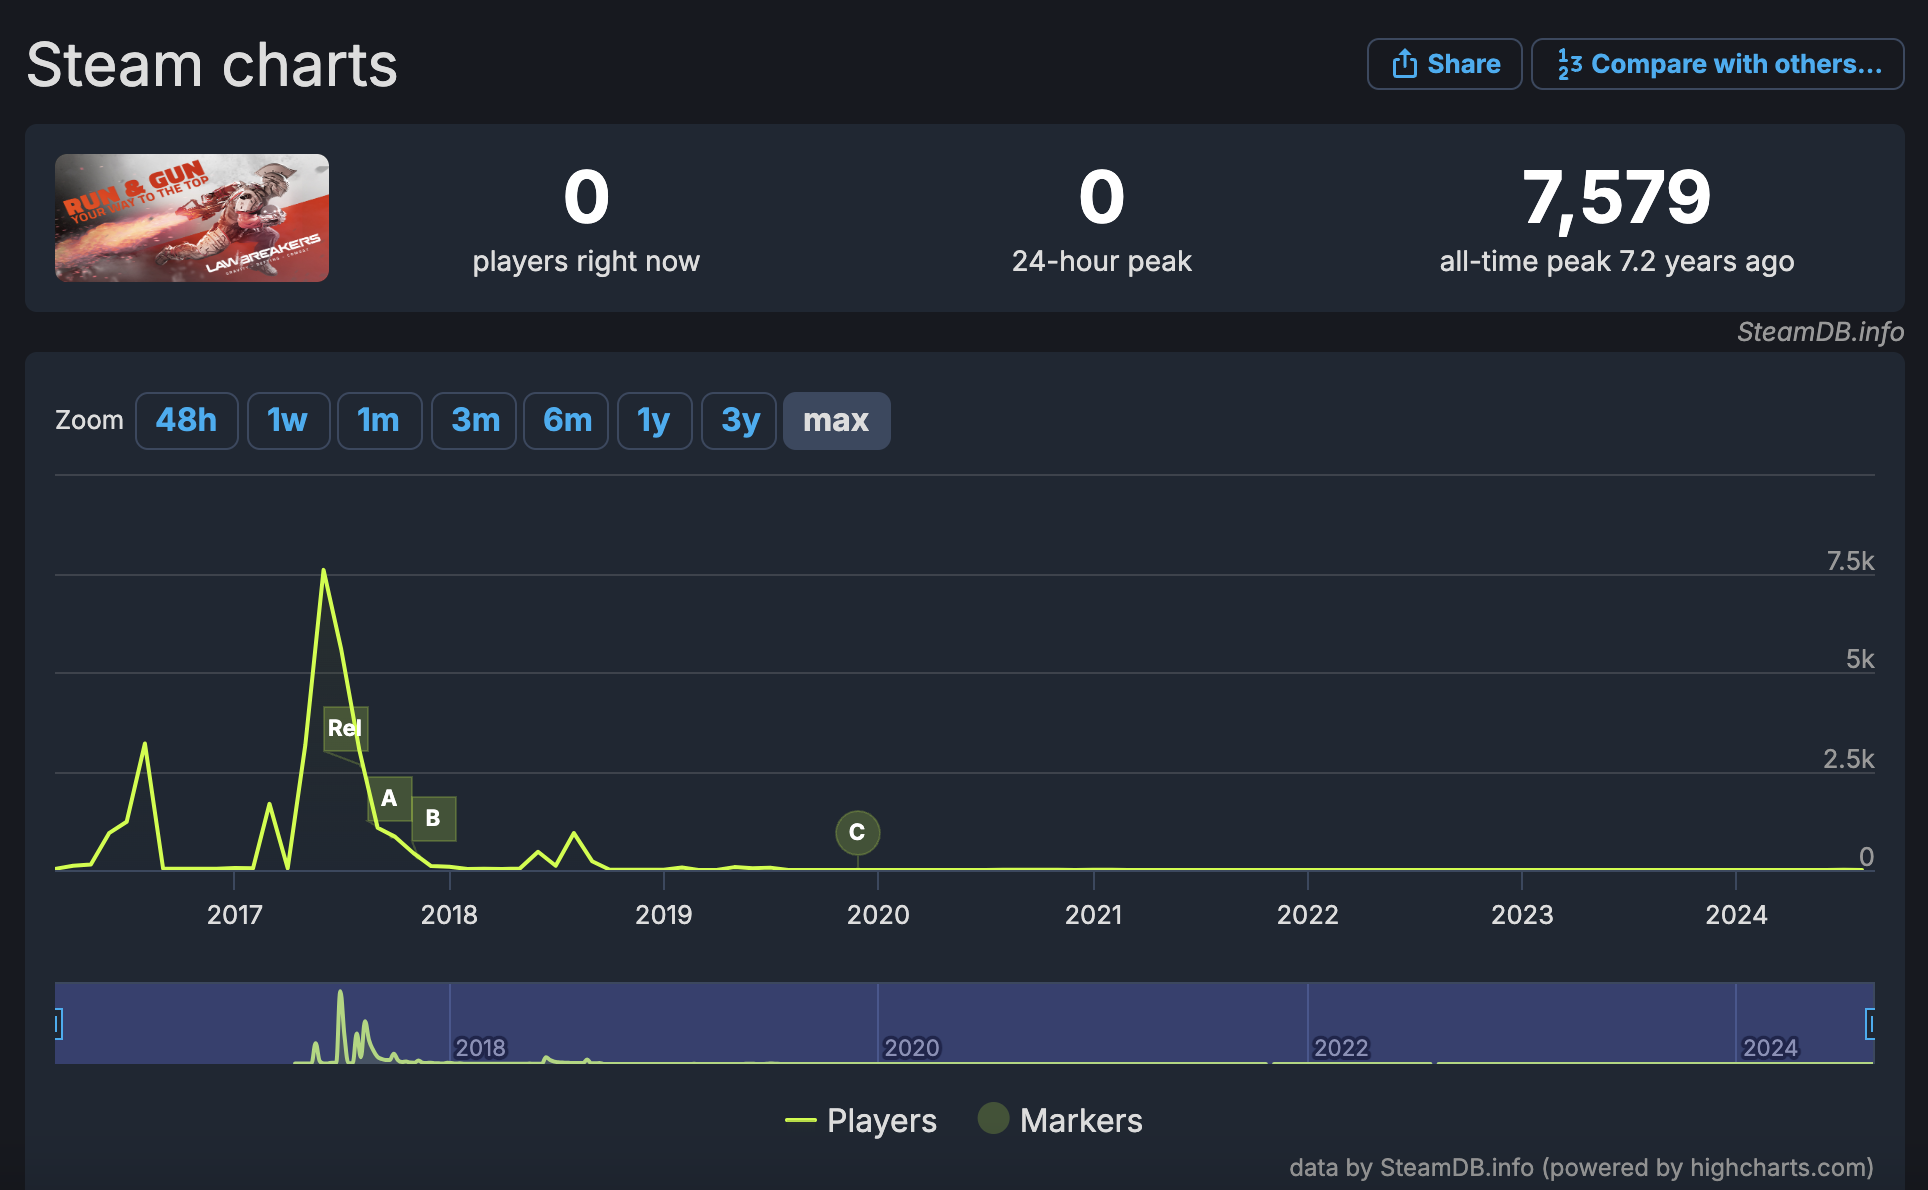 Steam charts
Share
123 Compare with others...
RUN & GUN
YOUR WAY TO THE TOP
LAWBREAKERS
0
players right now
0
24-hour peak
7,579
all-time peak 7.2 years ago
SteamDB.info
Zoom 48h 1w 1m 3m 6m 1y 3y max
7.5k
5k
2.5k
0
Rel
A
B
C
2017 2018 2019 2020 2021 2022 2023 2024
2018 2020 2022 2024
Players Markers
data by SteamDB.info (powered by highcharts.com)